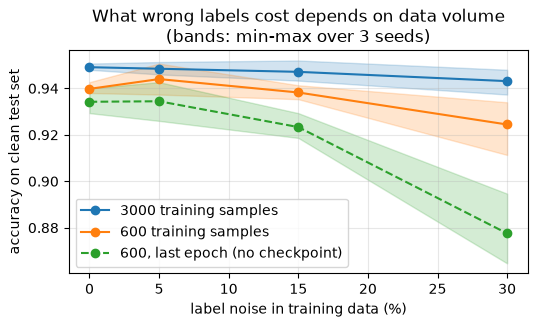 What wrong labels cost depends on data volume
(bands: min-max over 3 seeds)
accuracy on clean test set
0.94
0.92
0.90
0.88
3000 training samples
600 training samples
600, last epoch (no checkpoint)
0 5 10 15 20 25 30
label noise in training data (%)